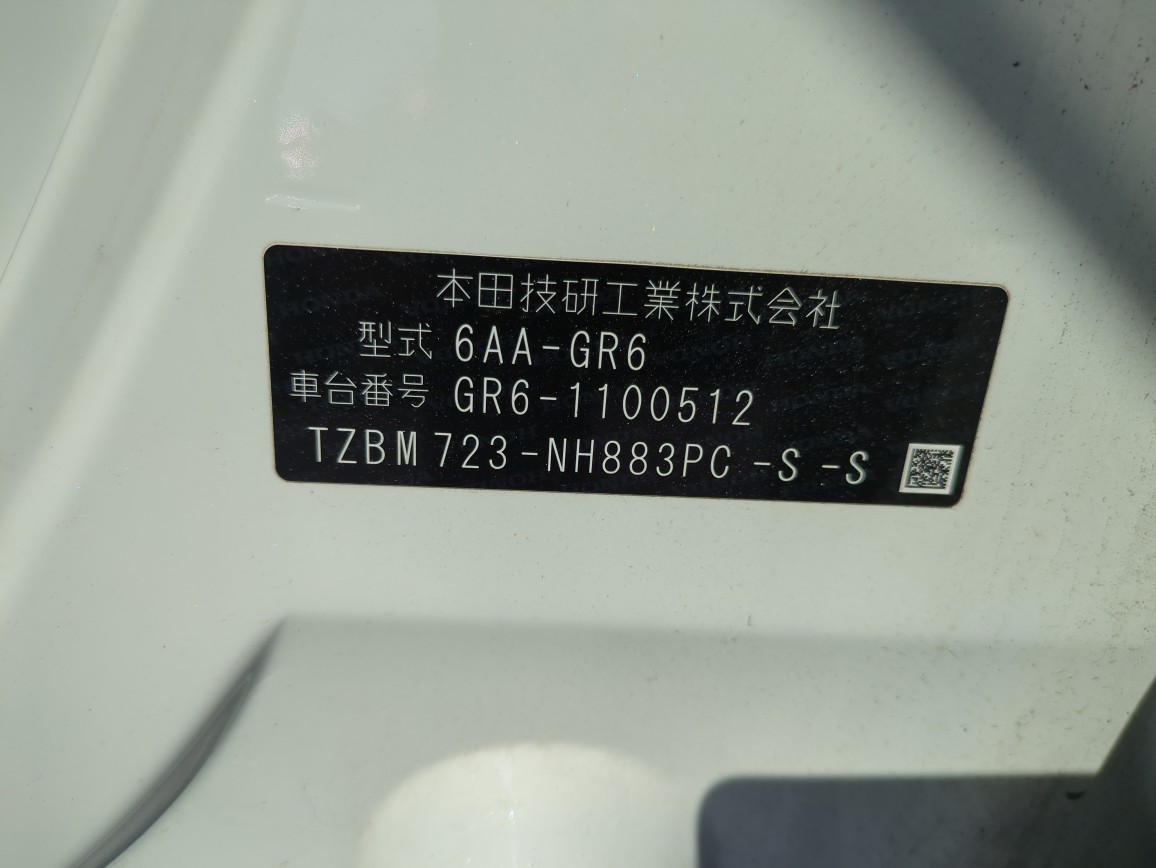 本田技研工業株式会社
型式 6AA-GR6
車台番号 GR6-1100512
TZBM723-NH883PC -S -S